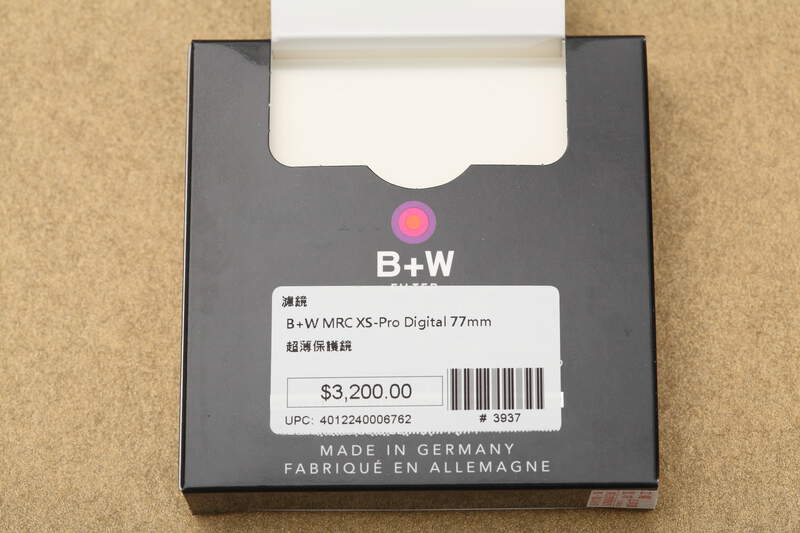 B+W
濾鏡
B+W MRC XS-Pro Digital 77mm
超薄保護鏡
$3,200.00
UPC: 4012240006762
# 3937
MADE IN GERMANY
FABRIQUÉ EN ALLEMAGNE